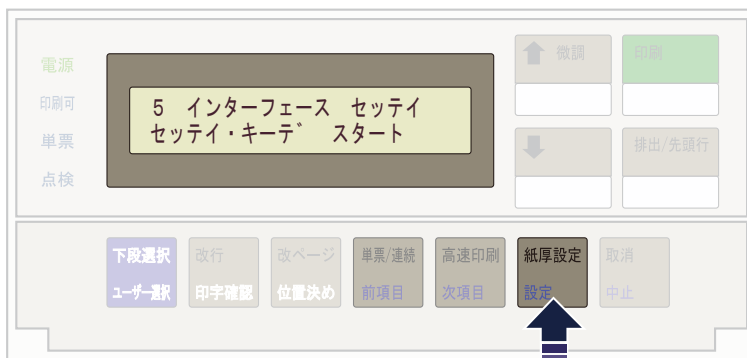 電源
印刷可
単票
点検
5 インターフェース セッテイ
セッテイ・キーデ゛ スタート
微調
印刷
排出/先頭行
下段選択
ユーザー選択
改行
印字確認
改ページ
位置決め
単票/連続
前項目
高速印刷
次項目
紙厚設定
設定
取消
中止